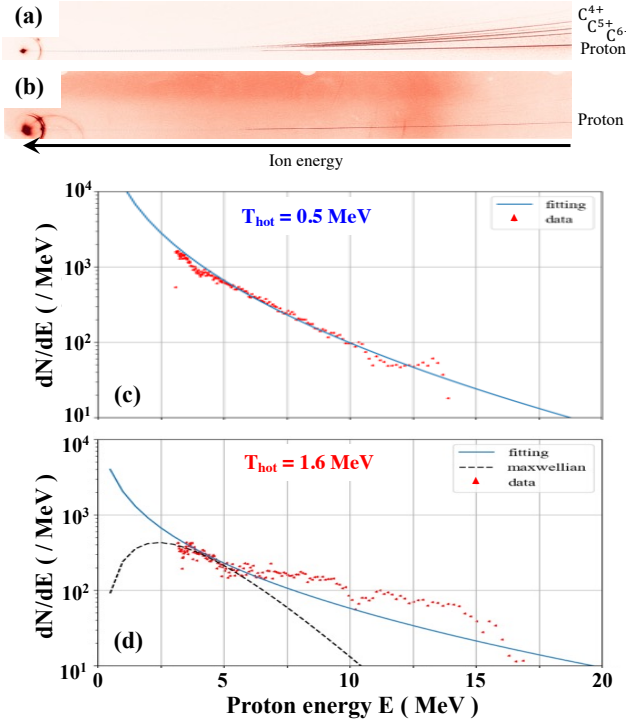 (a)
C⁴⁺
C⁵⁺
C⁶⁺
Proton
(b)
Proton
Ion energy
10⁴
10³
10²
10¹
dN/dE ( / MeV )
T_hot = 0.5 MeV
fitting
data
(c)
10⁴
10³
10²
10¹
dN/dE ( / MeV )
T_hot = 1.6 MeV
fitting
maxwellian
data
(d)
0 5 10 15 20
Proton energy E ( MeV )